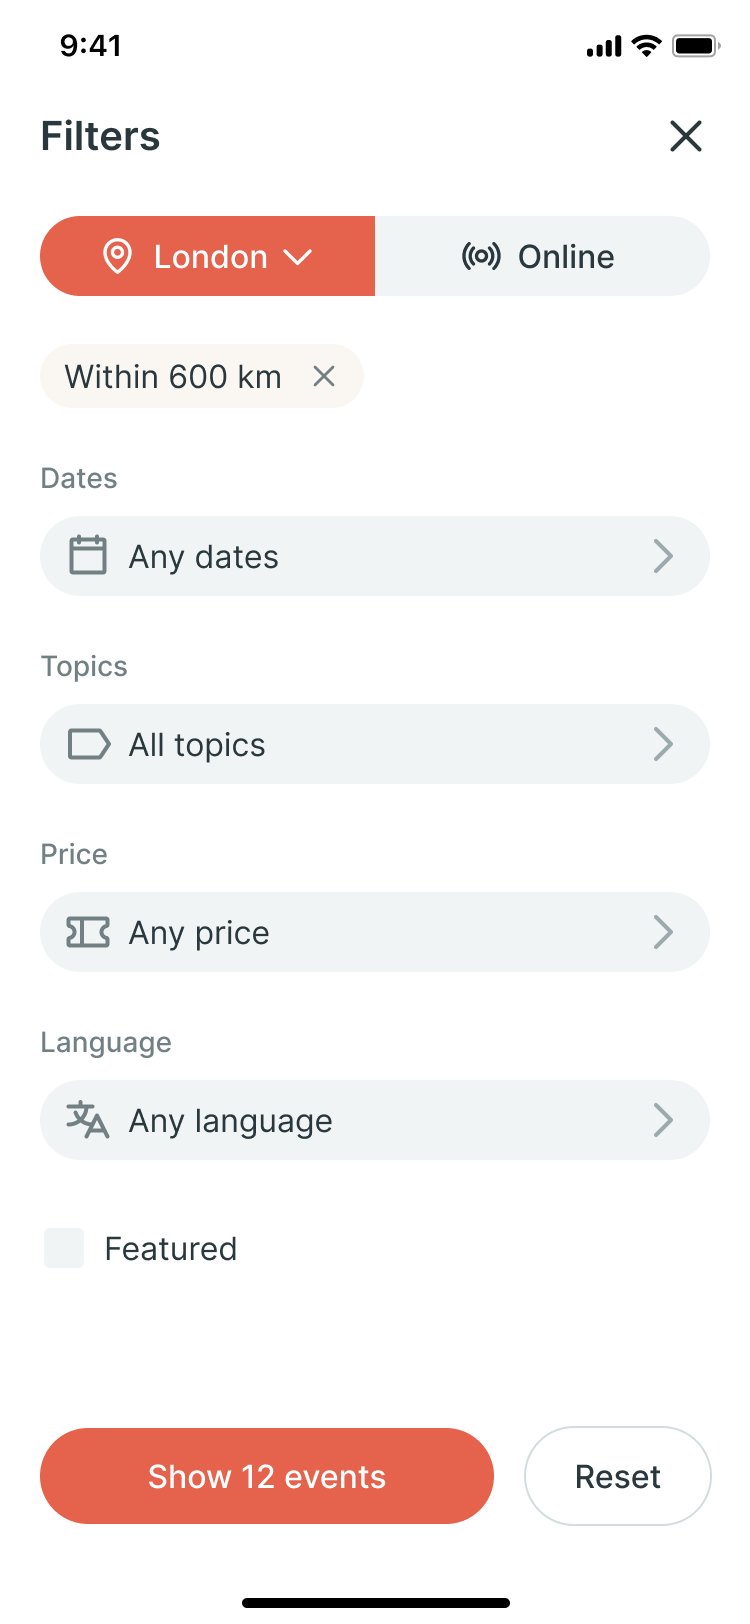 9:41
Filters
London
Online
Within 600 km
Dates
Any dates
Topics
All topics
Price
Any price
Language
Any language
Featured
Show 12 events
Reset